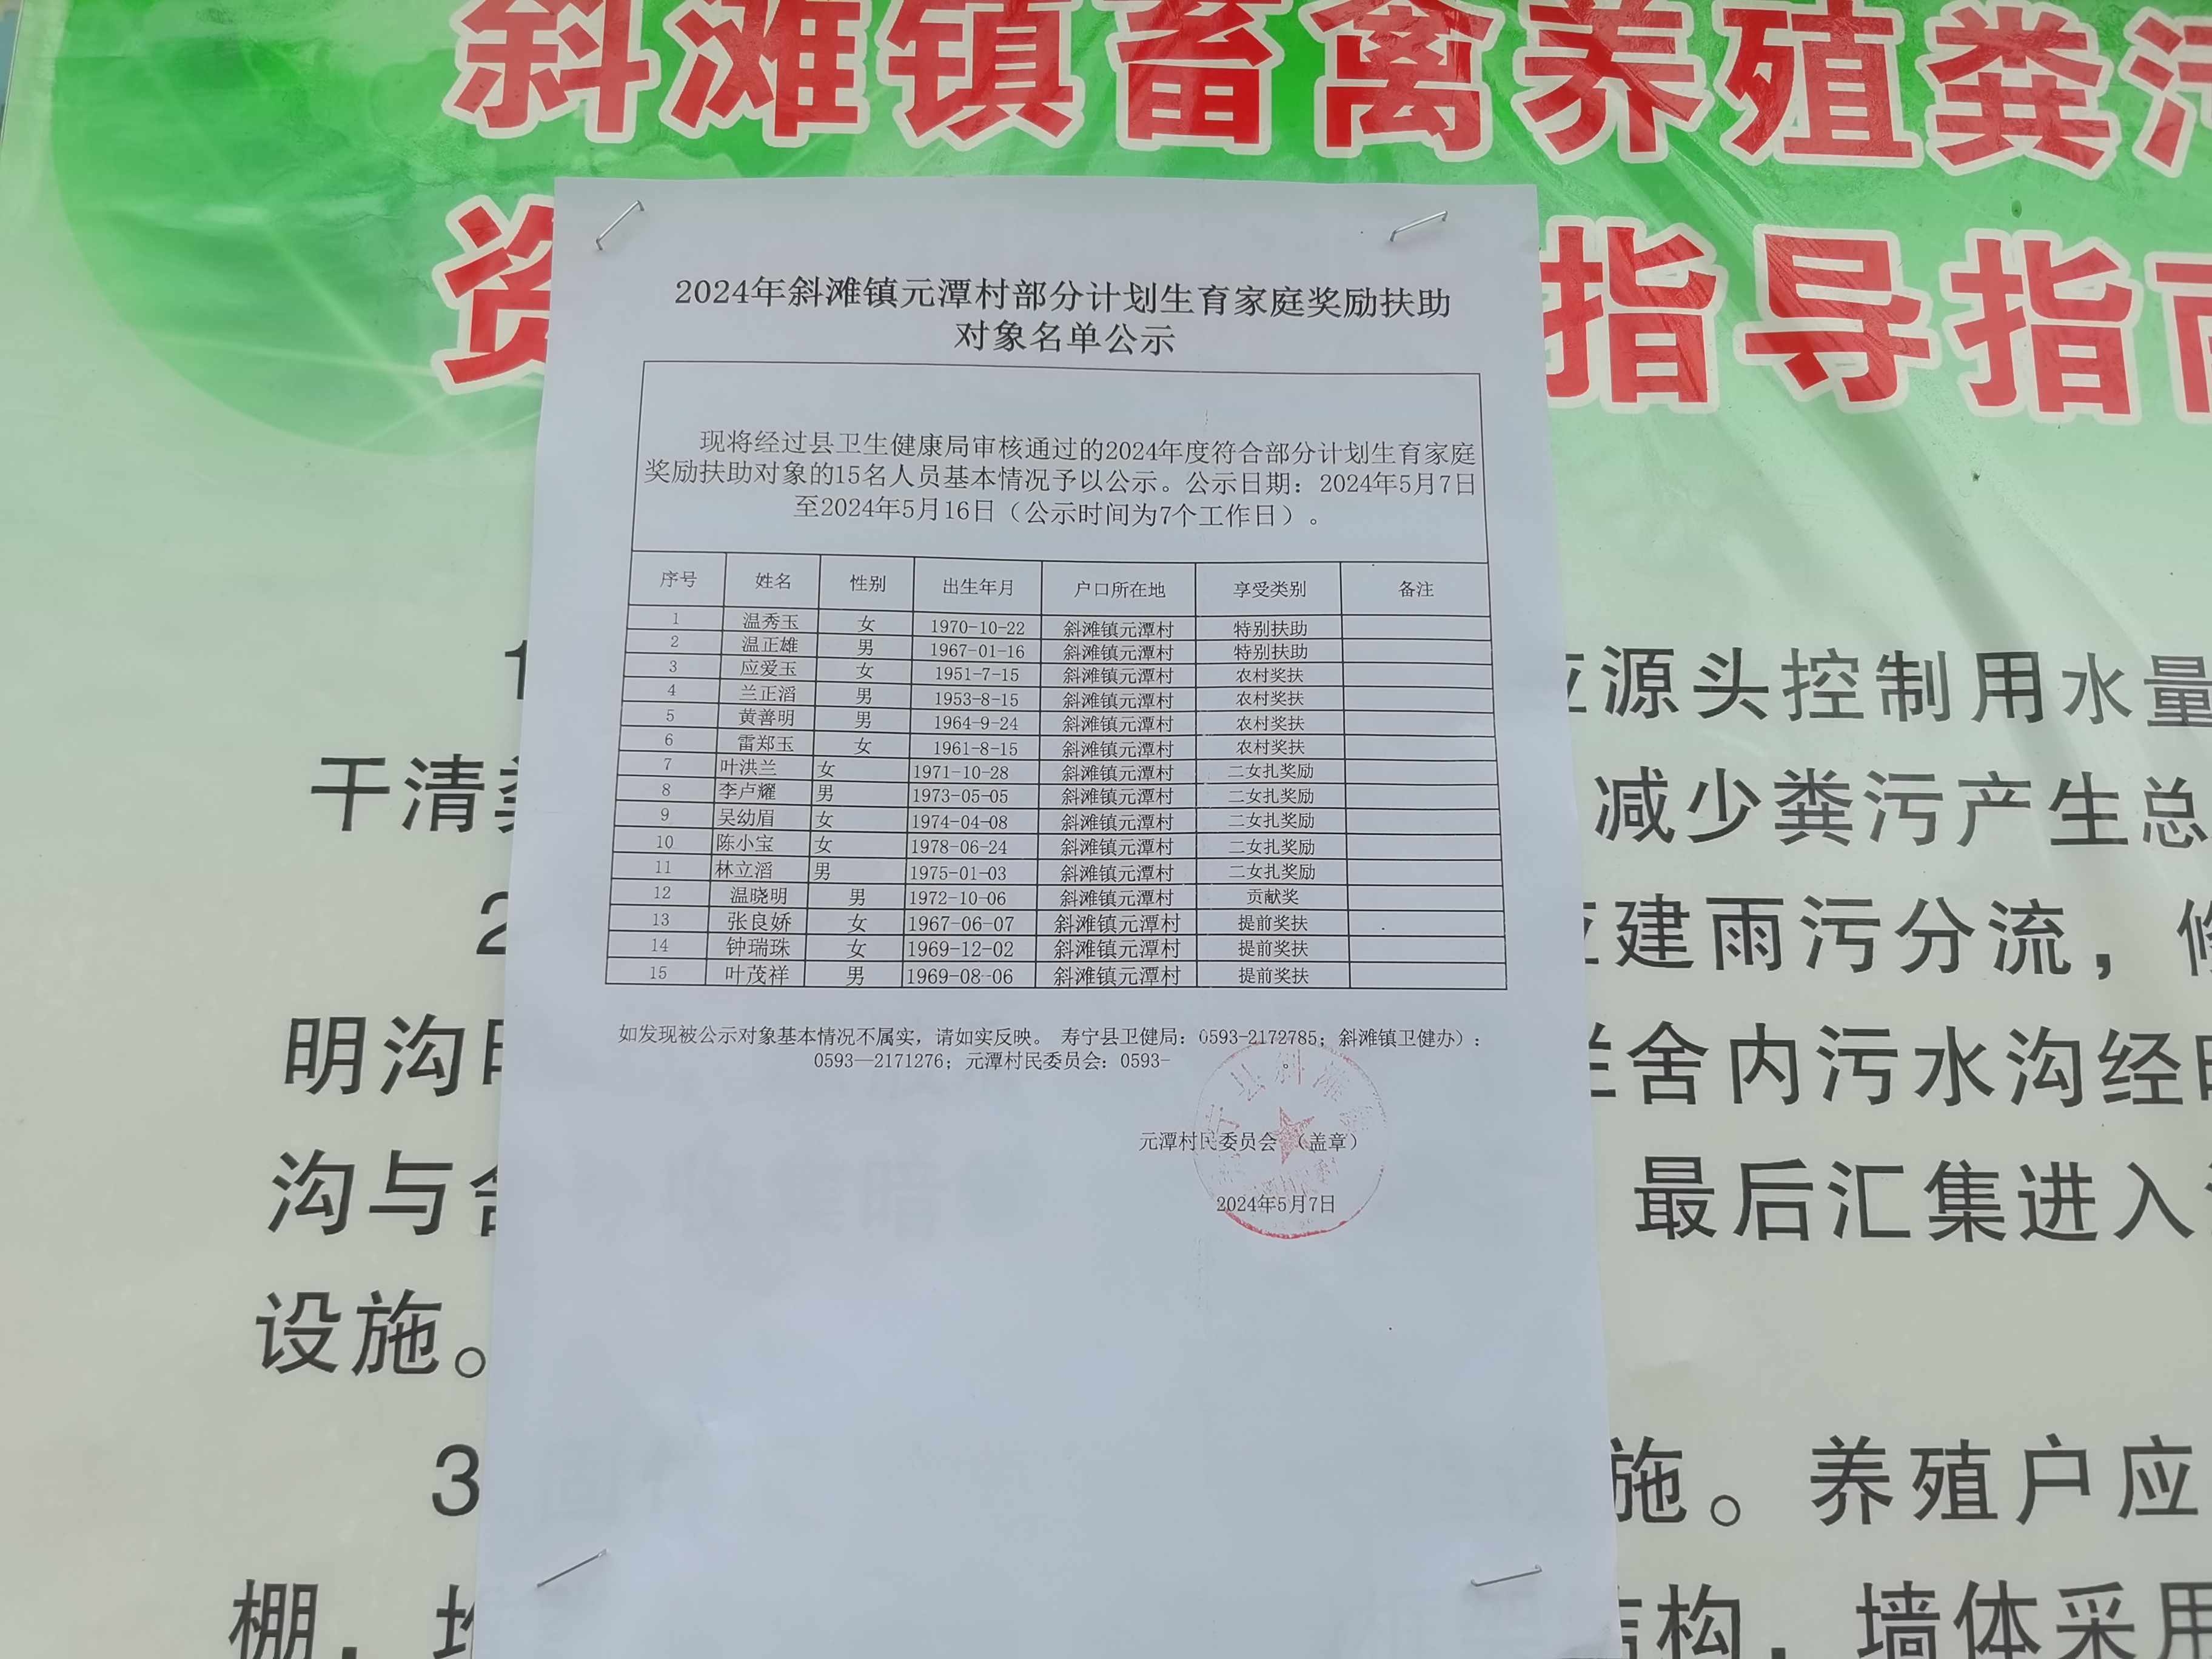 斜滩镇畜禽养殖粪污
资
指导指南
2024年斜滩镇元潭村部分计划生育家庭奖励扶助
对象名单公示
现将经过县卫生健康局审核通过的2024年度符合部分计划生育家庭
奖励扶助对象的15名人员基本情况予以公示。公示日期：2024年5月7日
至2024年5月16日（公示时间为7个工作日）。
序号 姓名 性别 出生年月 户口所在地 享受类别 备注
1 温秀玉 女 1970-10-22 斜滩镇元潭村 特别扶助
2 温正雄 男 1967-01-16 斜滩镇元潭村 特别扶助
3 应爱玉 女 1951-7-15 斜滩镇元潭村 农村奖扶
4 兰正滔 男 1953-8-15 斜滩镇元潭村 农村奖扶
5 黄善明 男 1964-9-24 斜滩镇元潭村 农村奖扶
6 雷郑玉 女 1961-8-15 斜滩镇元潭村 农村奖扶
7 叶洪兰 女 1971-10-28 斜滩镇元潭村 二女扎奖励
8 李卢耀 男 1973-05-05 斜滩镇元潭村 二女扎奖励
9 吴幼眉 女 1974-04-08 斜滩镇元潭村 二女扎奖励
10 陈小宝 女 1978-06-24 斜滩镇元潭村 二女扎奖励
11 林立滔 男 1975-01-03 斜滩镇元潭村 二女扎奖励
12 温晓明 男 1972-10-06 斜滩镇元潭村 贡献奖
13 张良娇 女 1967-06-07 斜滩镇元潭村 提前奖扶
14 钟瑞珠 女 1969-12-02 斜滩镇元潭村 提前奖扶
15 叶茂祥 男 1969-08-06 斜滩镇元潭村 提前奖扶
如发现被公示对象基本情况不属实，请如实反映。 寿宁县卫健局：0593-2172785；斜滩镇卫健办）：
0593—2171276；元潭村民委员会：0593- 。
元潭村民委员会（盖章）
2024年5月7日
1
应源头控制用水量
干清粪
减少粪污产生总
2
应建雨污分流，修
明沟
栏舍内污水沟经
沟与舍
收集暗
最后汇集进入
设施。
3
固
施。养殖户应
棚，堆
结构，墙体采用